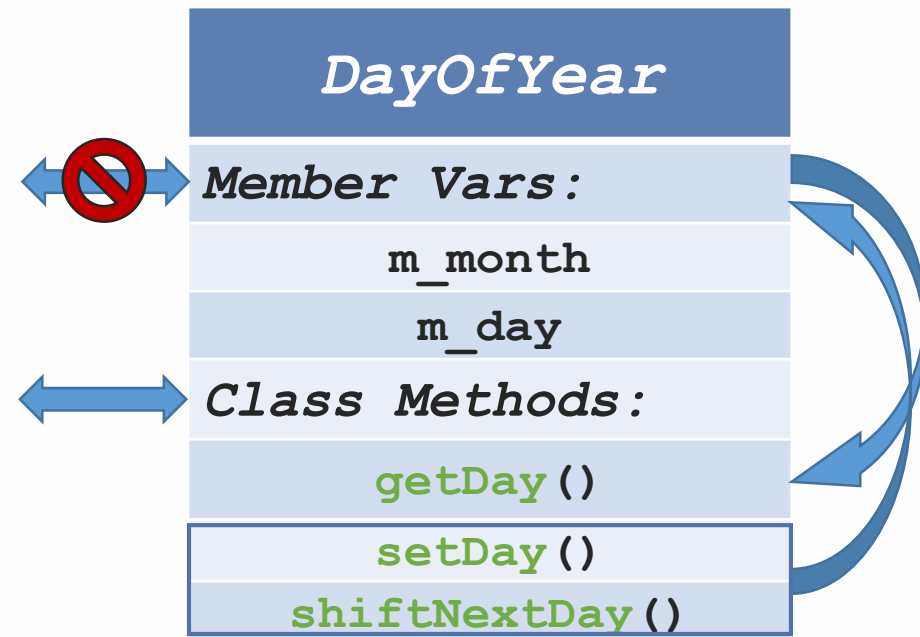 DayOfYear
Member Vars:
m_month
m_day
Class Methods:
getDay()
setDay()
shiftNextDay()